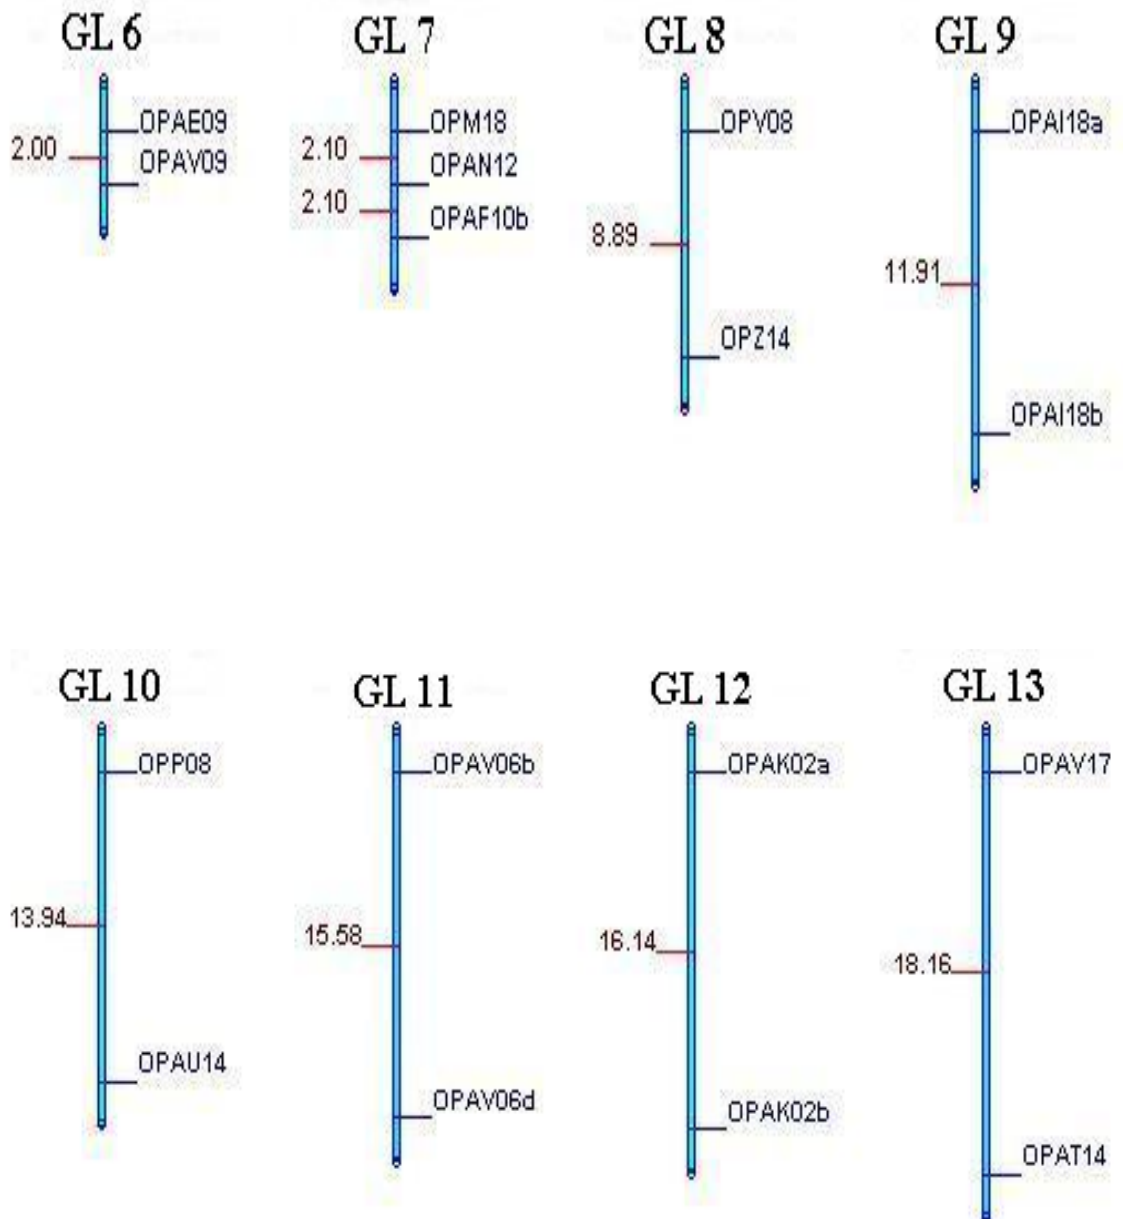 GL 6
OPAE09
2.00
OPAV09
GL 7
OPM18
2.10
OPAN12
2.10
OPAF10b
GL 8
OPV08
8.89
OPZ14
GL 9
OPAI18a
11.91
OPAI18b
GL 10
OPP08
13.94
OPAU14
GL 11
OPAV06b
15.58
OPAV06d
GL 12
OPAK02a
16.14
OPAK02b
GL 13
OPAV17
18.16
OPAT14